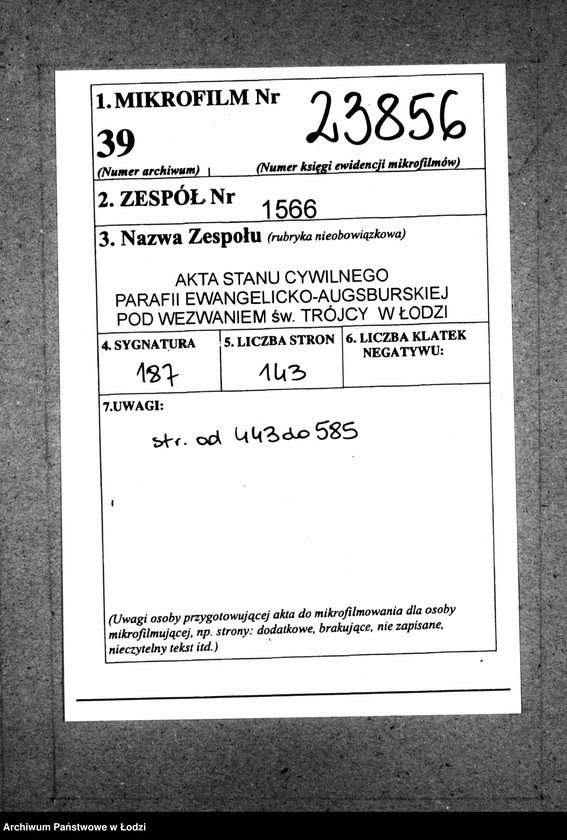 1. MIKROFILM Nr 23856
39
(Numer archiwum) (Numer księgi ewidencji mikrofilmów)
2. ZESPÓŁ Nr 1566
3. Nazwa Zespołu (rubryka nieobowiązkowa)
AKTA STANU CYWILNEGO
PARAFII EWANGELICKO-AUGSBURSKIEJ
POD WEZWANIEM św. TRÓJCY W ŁODZI
4. SYGNATURA 5. LICZBA STRON 6. LICZBA KLATEK
NEGATYWU:
187 143
7.UWAGI:
str. od 443 do 585
(Uwagi osoby przygotowującej akta do mikrofilmowania dla osoby
mikrofilmującej, np. strony: dodatkowe, brakujące, nie zapisane,
nieczytelny tekst itd.)
Archiwum Państwowe w Łodzi